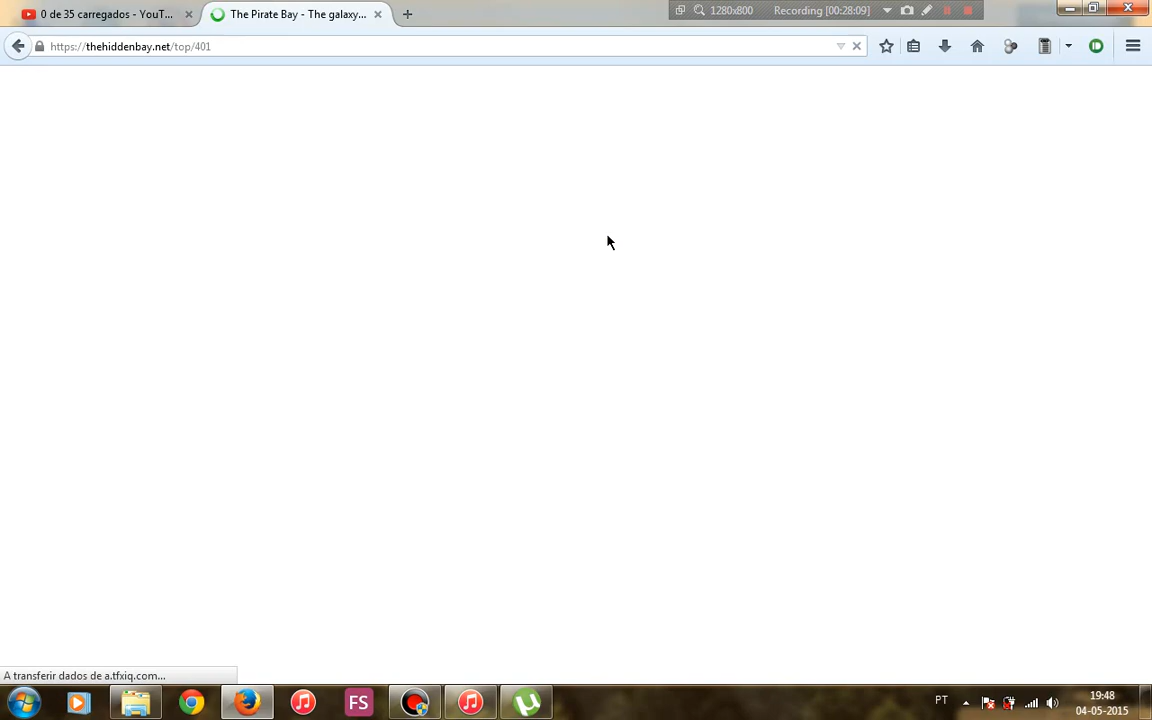 0 de 35 carregados - YouT...
The Pirate Bay - The galaxy...
1280x800
Recording [00:28:09]
https://thehiddenbay.net/top/401
A transferir dados de a.tfxiq.com...
FS
PT
19:48
04-05-2015